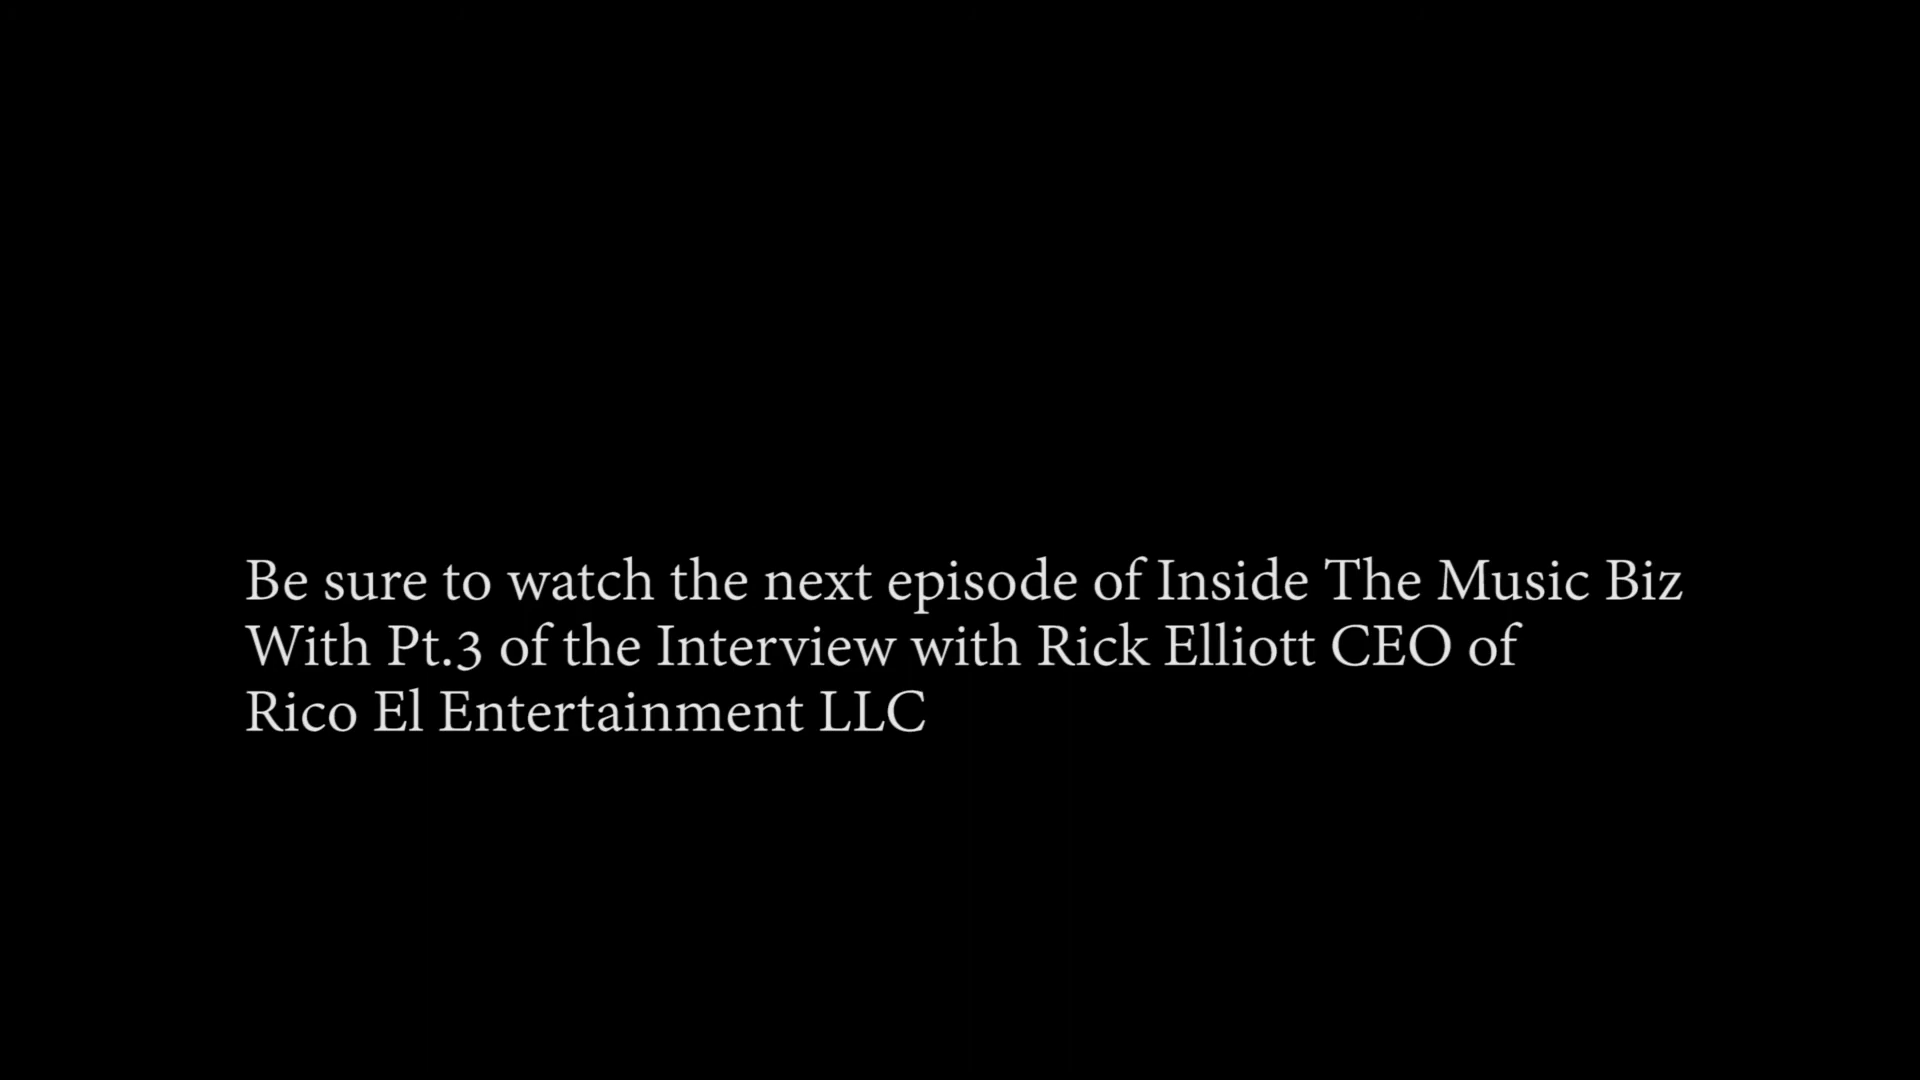 Be sure to watch the next episode of Inside The Music Biz
With Pt.3 of the Interview with Rick Elliott CEO of
Rico El Entertainment LLC